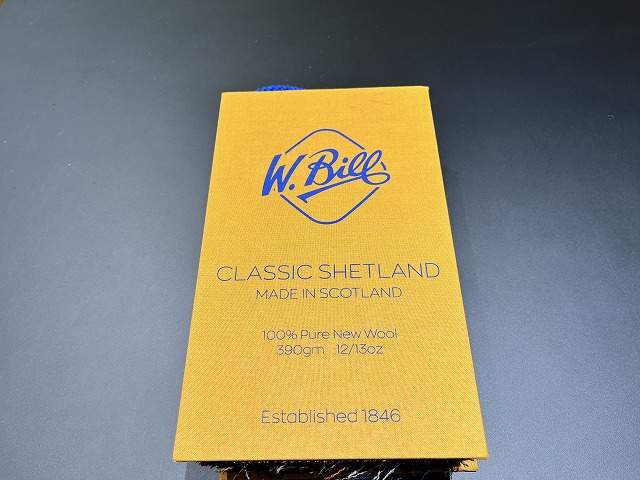 W. Bill
CLASSIC SHETLAND
MADE IN SCOTLAND
100% Pure New Wool
390gm 12/13oz
Established 1846